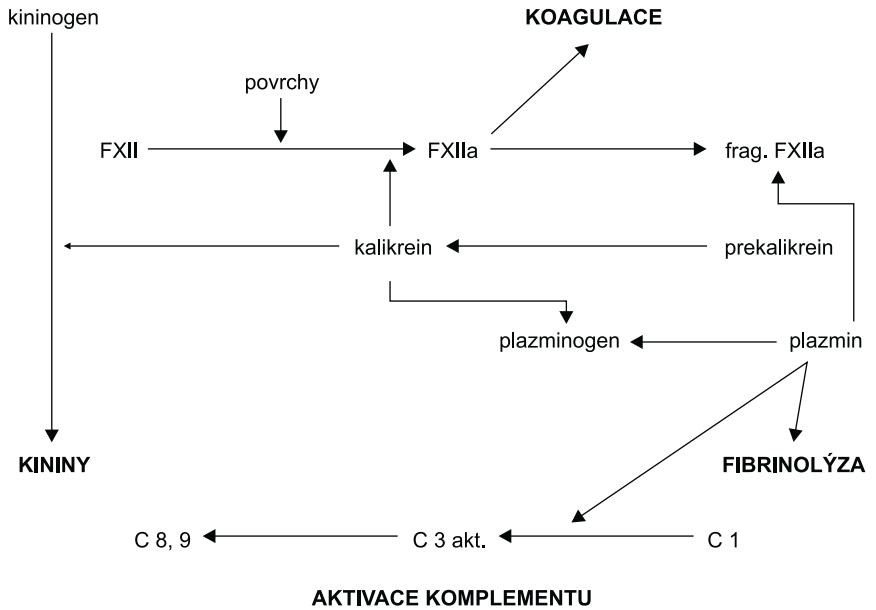 kininogen
KOAGULACE
povrchy
FXII
FXIIa
frag. FXIIa
kalikrein
prekalikrein
plazminogen
plazmin
KININY
FIBRINOLÝZA
C 8, 9
C 3 akt.
C 1
AKTIVACE KOMPLEMENTU